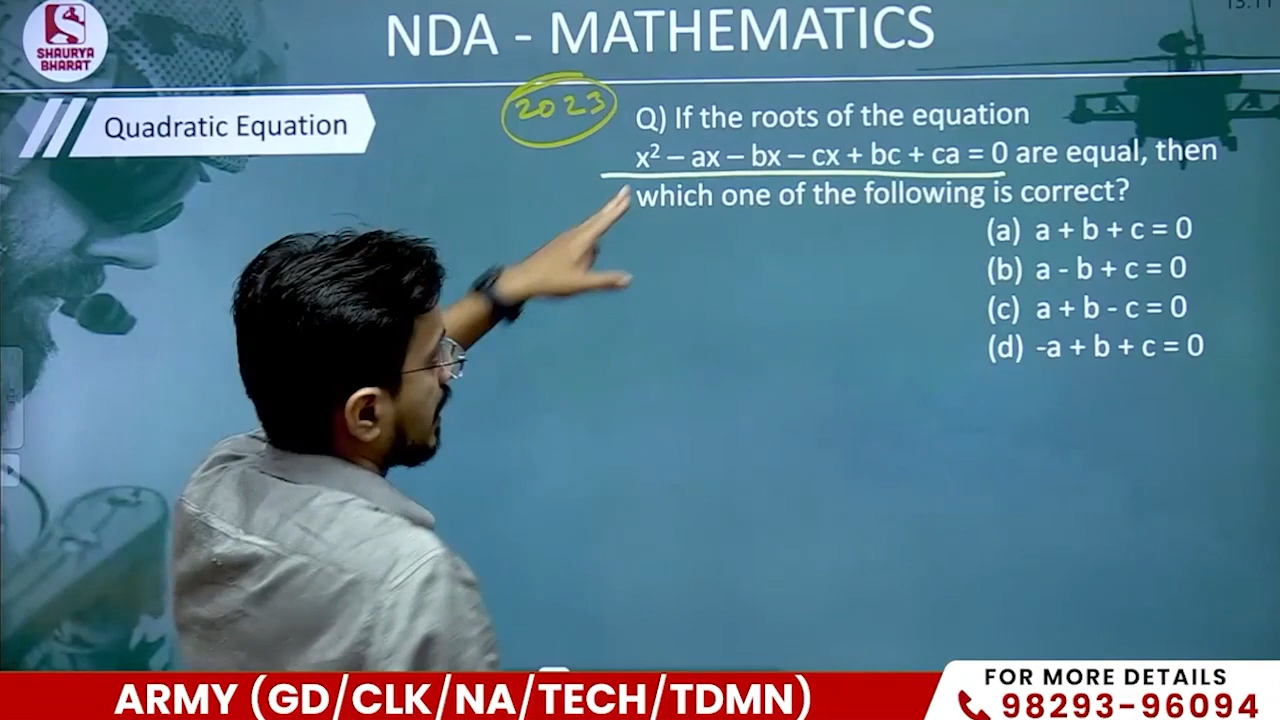 SHAURYA
BHARAT
NDA - MATHEMATICS
Quadratic Equation
2023
Q) If the roots of the equation
x² – ax – bx – cx + bc + ca = 0 are equal, then
which one of the following is correct?
(a) a + b + c = 0
(b) a - b + c = 0
(c) a + b - c = 0
(d) -a + b + c = 0
ARMY (GD/CLK/NA/TECH/TDMN)
FOR MORE DETAILS
98293-96094